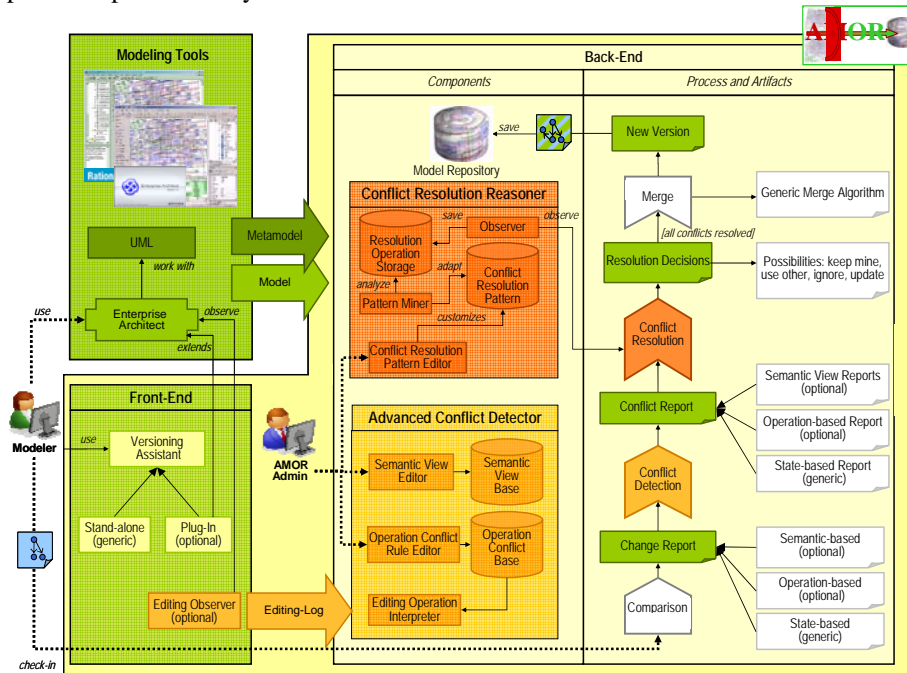 AMOR
Modeling Tools
Ration
UML
work with
Enterprise
Architect
observe
extends
use
Metamodel
Model
Modeler
check-in
Front-End
use
Versioning
Assistant
Stand-alone
(generic)
Plug-In
(optional)
Editing Observer
(optional)
Editing-Log
AMOR
Admin
Back-End
Components
Process and Artifacts
save
Model Repository
Conflict Resolution Reasoner
save
observe
Observer
Resolution
Operation
Storage
analyze
adapt
Conflict
Resolution
Pattern
Pattern Miner
customizes
Conflict Resolution
Pattern Editor
Advanced Conflict Detector
Semantic View
Editor
Semantic
View
Base
Operation Conflict
Rule Editor
Operation
Conflict
Base
Editing Operation
Interpreter
New Version
Merge
Generic Merge Algorithm
[all conflicts resolved]
Resolution Decisions
Possibilities: keep mine,
use other, ignore, update
Conflict
Resolution
Conflict Report
Semantic View Reports
(optional)
Operation-based Report
(optional)
State-based Report
(generic)
Conflict
Detection
Change Report
Semantic-based
(optional)
Operation-based
(optional)
State-based
(generic)
Comparison